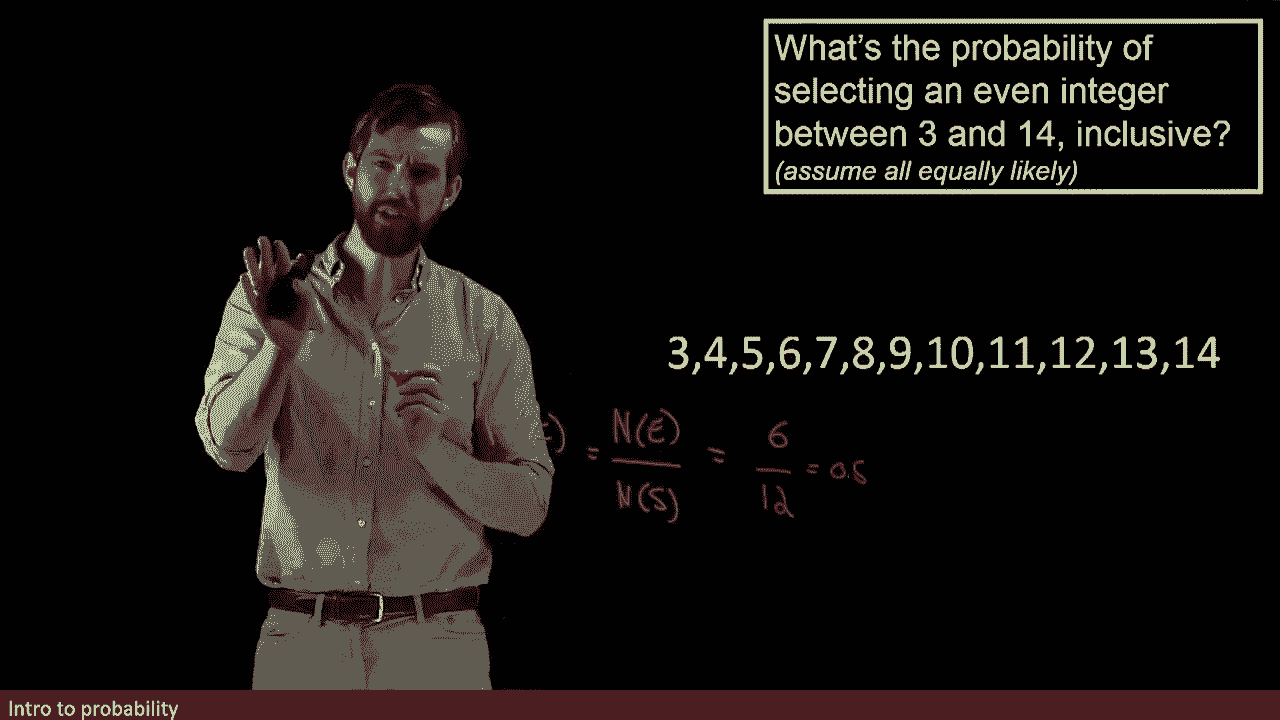 What's the probability of
selecting an even integer
between 3 and 14, inclusive?
(assume all equally likely)
3,4,5,6,7,8,9,10,11,12,13,14
) = N(E) / N(S) = 6 / 12 = 0.5
Intro to probability